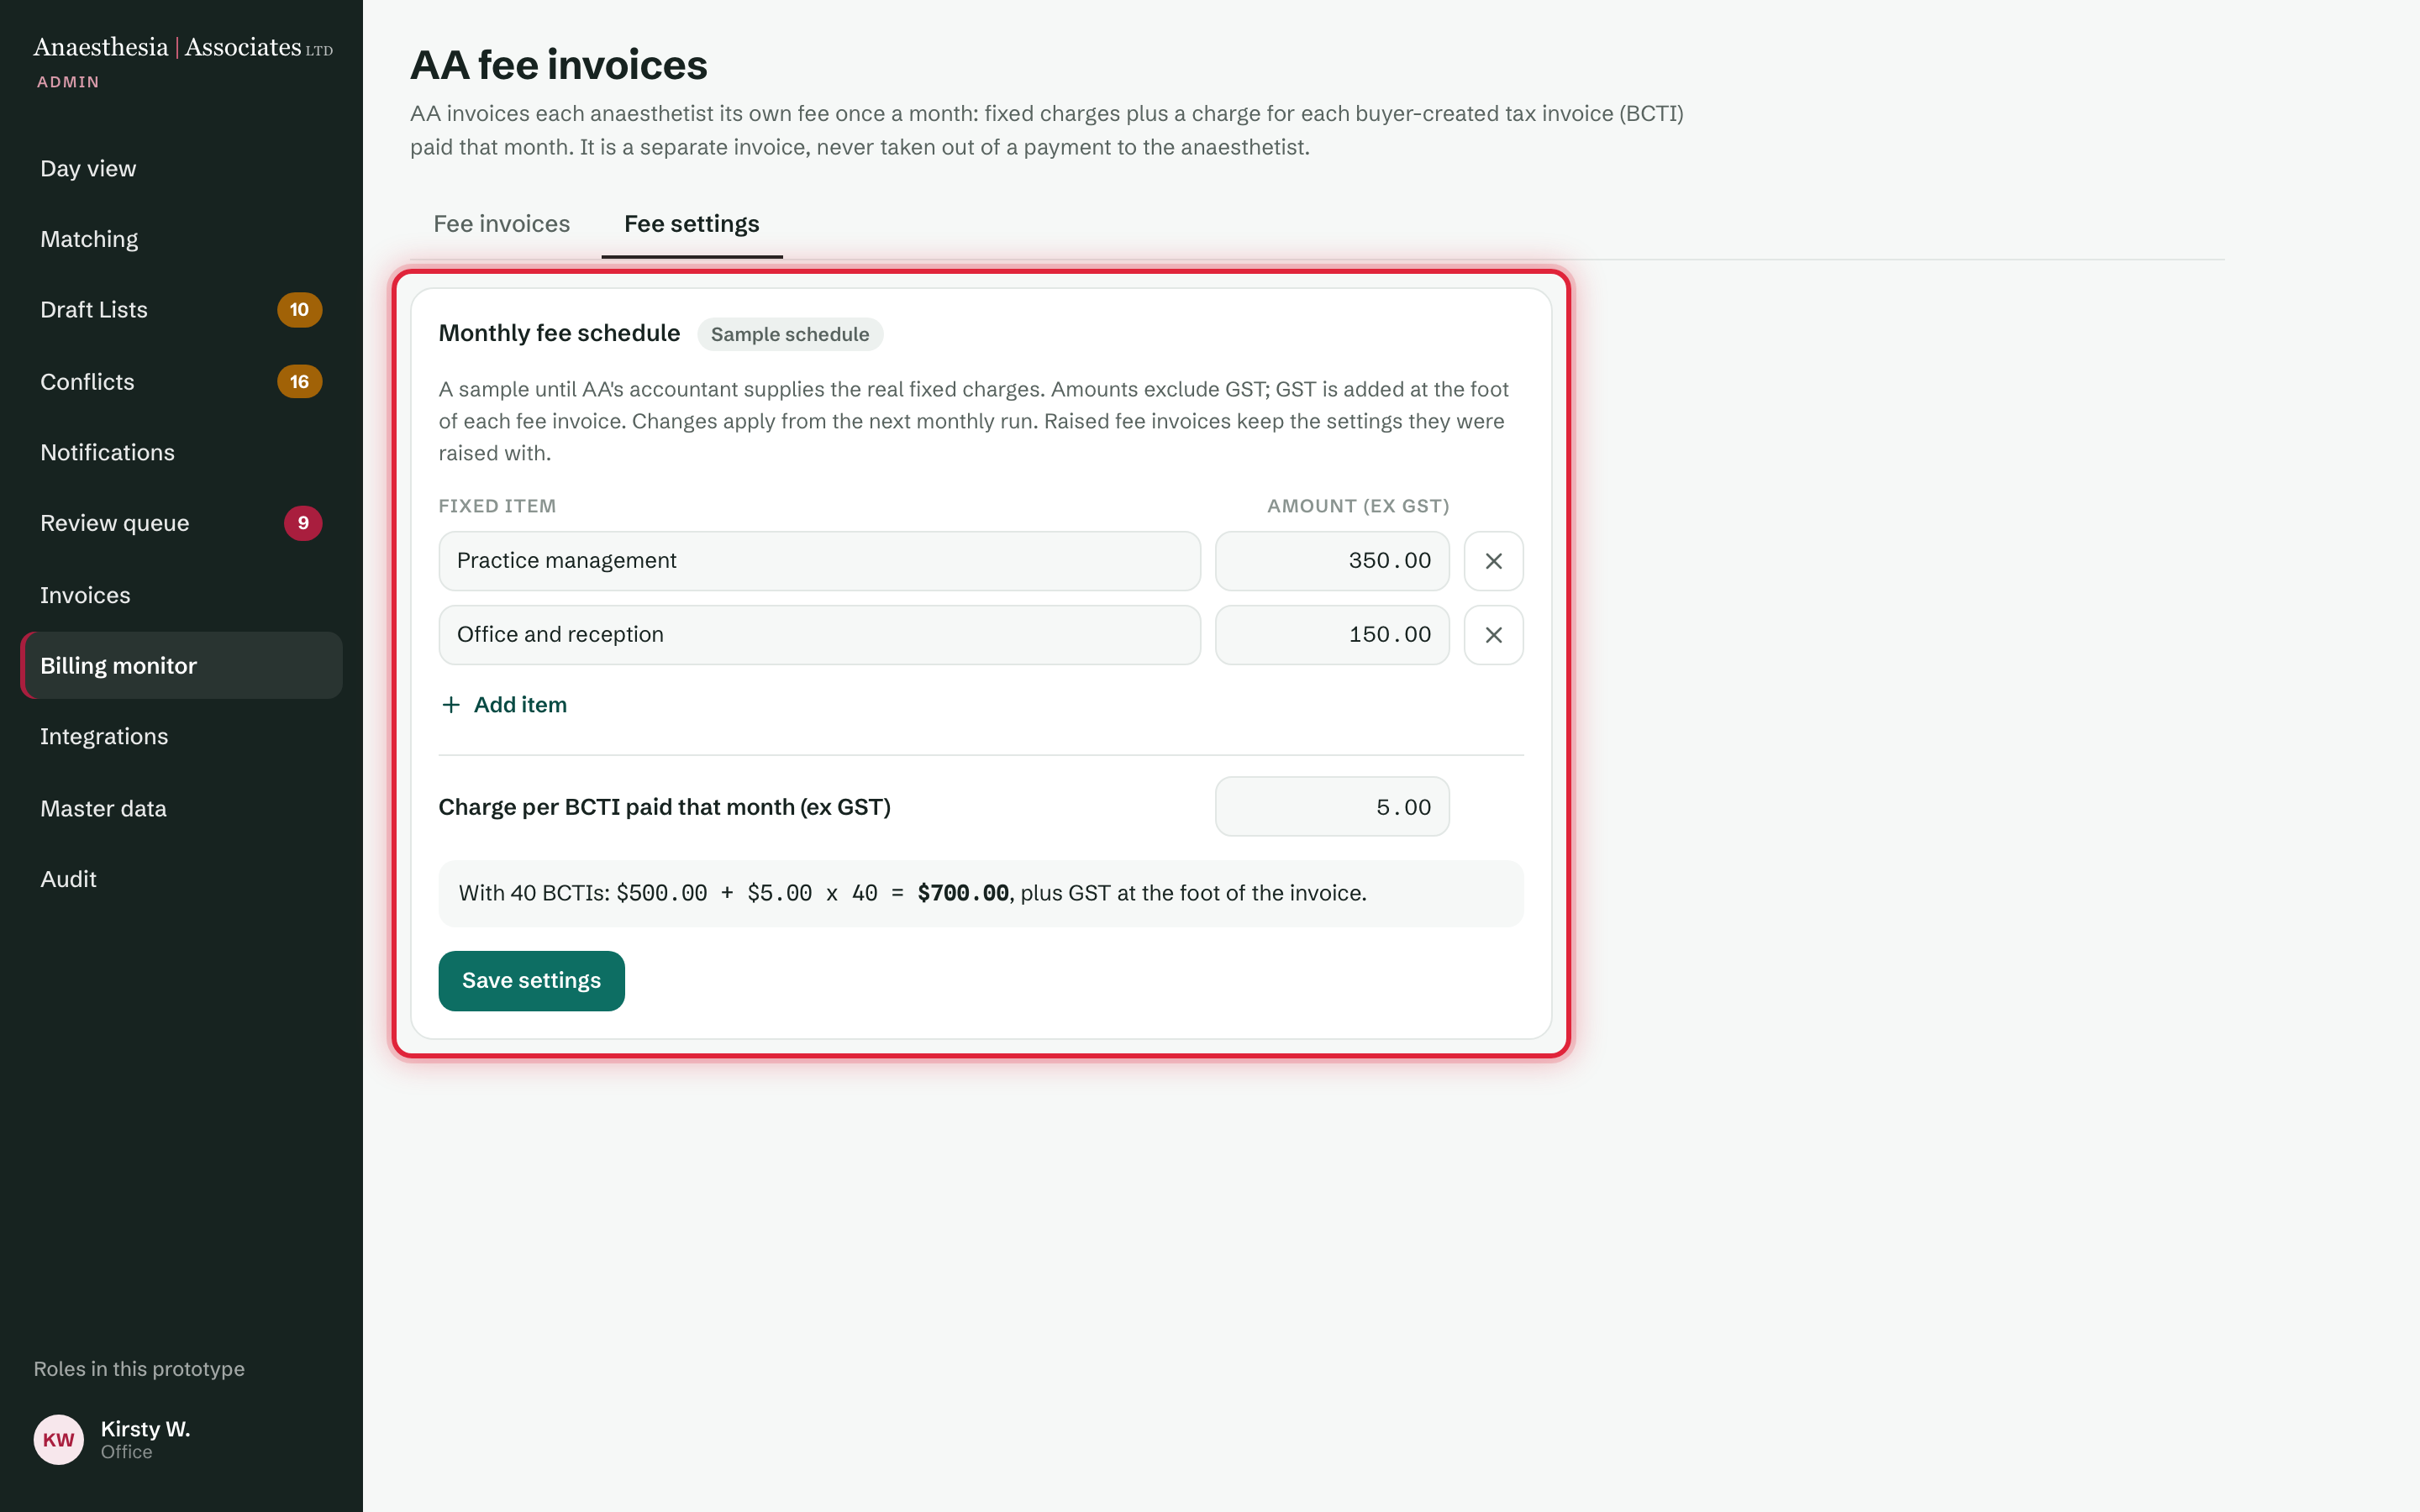 Anaesthesia | Associates LTD
ADMIN
Day view
Matching
Draft Lists 10
Conflicts 16
Notifications
Review queue 9
Invoices
Billing monitor
Integrations
Master data
Audit
Roles in this prototype
KW Kirsty W.
Office
AA fee invoices
AA invoices each anaesthetist its own fee once a month: fixed charges plus a charge for each buyer-created tax invoice (BCTI)
paid that month. It is a separate invoice, never taken out of a payment to the anaesthetist.
Fee invoices Fee settings
Monthly fee schedule Sample schedule
A sample until AA's accountant supplies the real fixed charges. Amounts exclude GST; GST is added at the foot
of each fee invoice. Changes apply from the next monthly run. Raised fee invoices keep the settings they were
raised with.
FIXED ITEM AMOUNT (EX GST)
Practice management 350.00
Office and reception 150.00
+ Add item
Charge per BCTI paid that month (ex GST) 5.00
With 40 BCTIs: $500.00 + $5.00 x 40 = $700.00, plus GST at the foot of the invoice.
Save settings